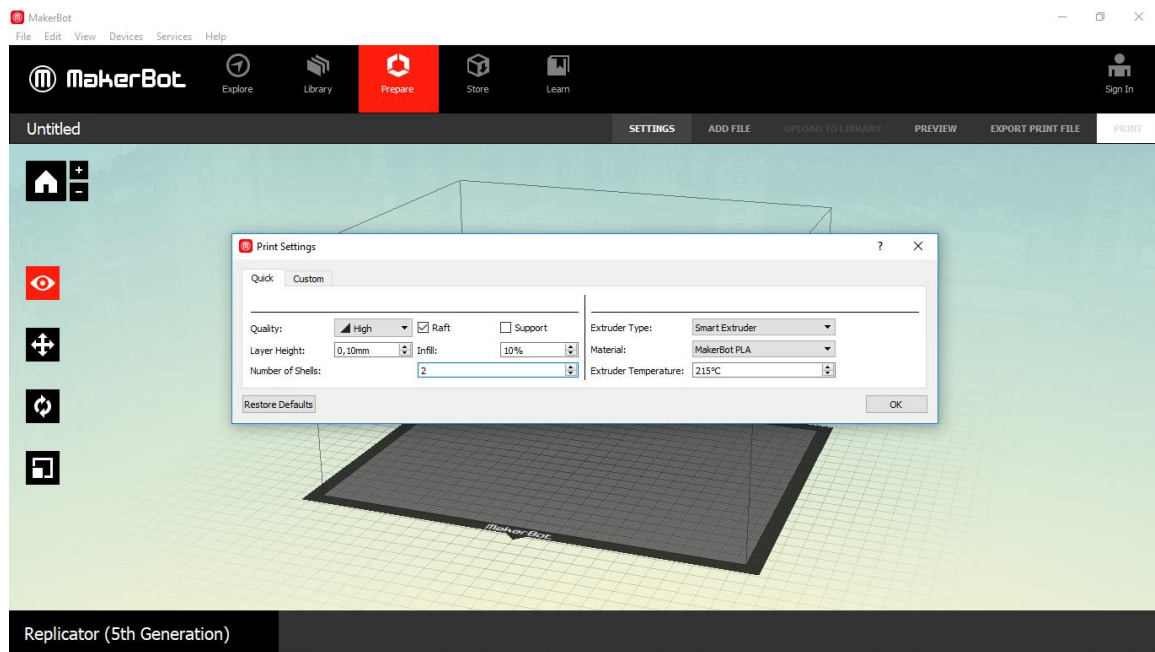 MakerBot
File Edit View Devices Services Help
MakerBot
Explore Library Prepare Store Learn Sign In
Untitled SETTINGS ADD FILE UPLOAD TO LIBRARY PREVIEW EXPORT PRINT FILE PRINT
Print Settings ?
Quick Custom
Quality: High Raft Support Extruder Type: Smart Extruder
Layer Height: 0,10mm Infill: 10% Material: MakerBot PLA
Number of Shells: 2 Extruder Temperature: 215°C
Restore Defaults OK
MakerBot
Replicator (5th Generation)